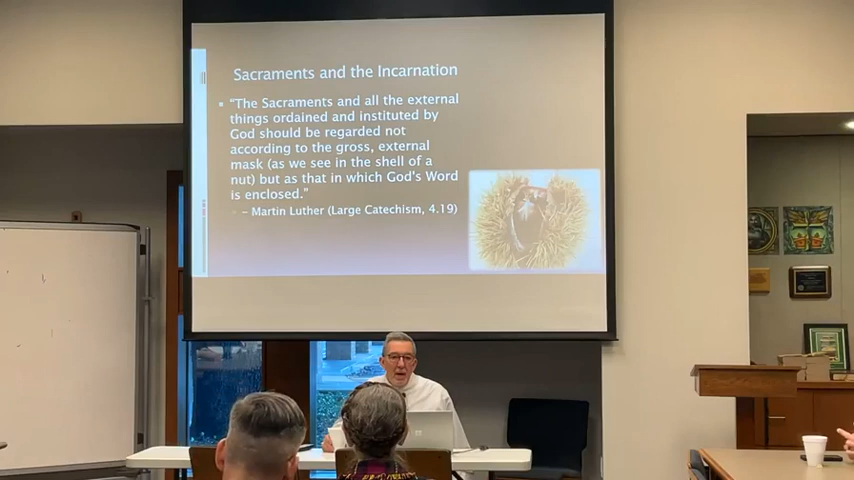 Sacraments and the Incarnation
"The Sacraments and all the external
things ordained and instituted by
God should be regarded not
according to the gross, external
mask (as we see in the shell of a
nut) but as that in which God's Word
is enclosed."
– Martin Luther (Large Catechism, 4.19)